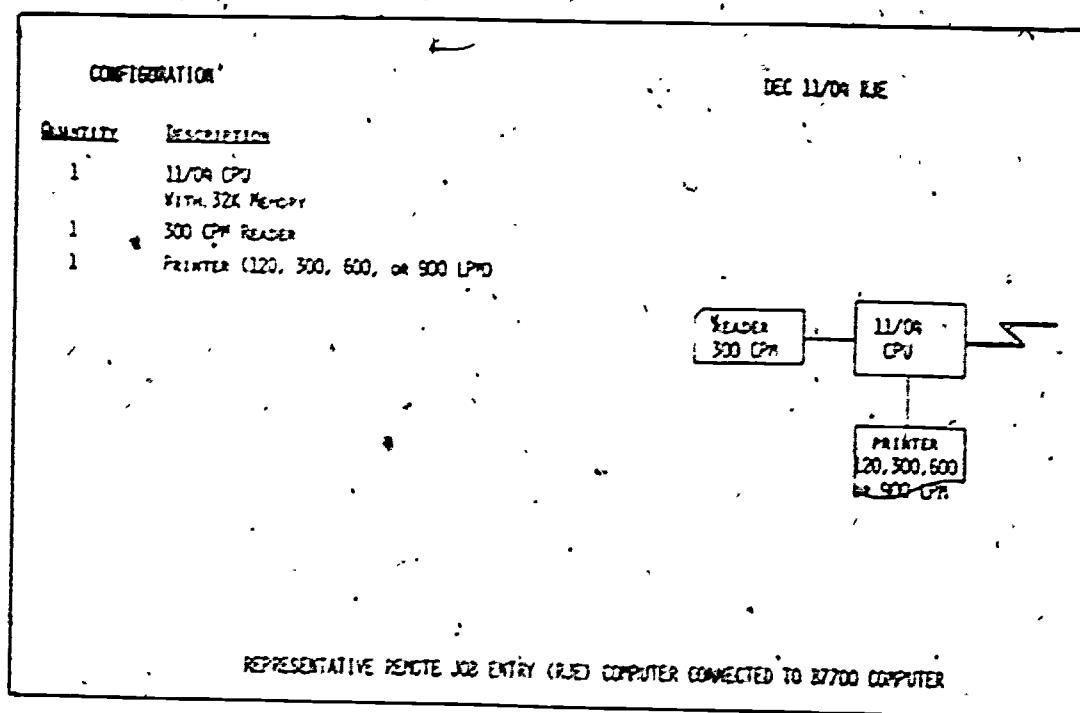 CONFIGURATION
DEC 11/04 RJE
QUANTITY DESCRIPTION
1 11/04 CPU
WITH 32K MEMORY
1 300 CPM READER
1 PRINTER (120, 300, 600, OR 900 LPM)
READER
300 CPM
11/04
CPU
PRINTER
120,300,600
OR 900 LPM
REPRESENTATIVE REMOTE JOB ENTRY (RJE) COMPUTER CONNECTED TO B7700 COMPUTER